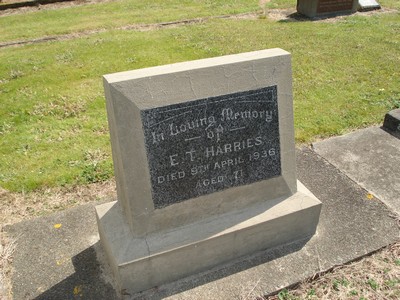 In Loving Memory
OF
E. T. HARRIES
DIED 9TH APRIL 1936
AGED 71